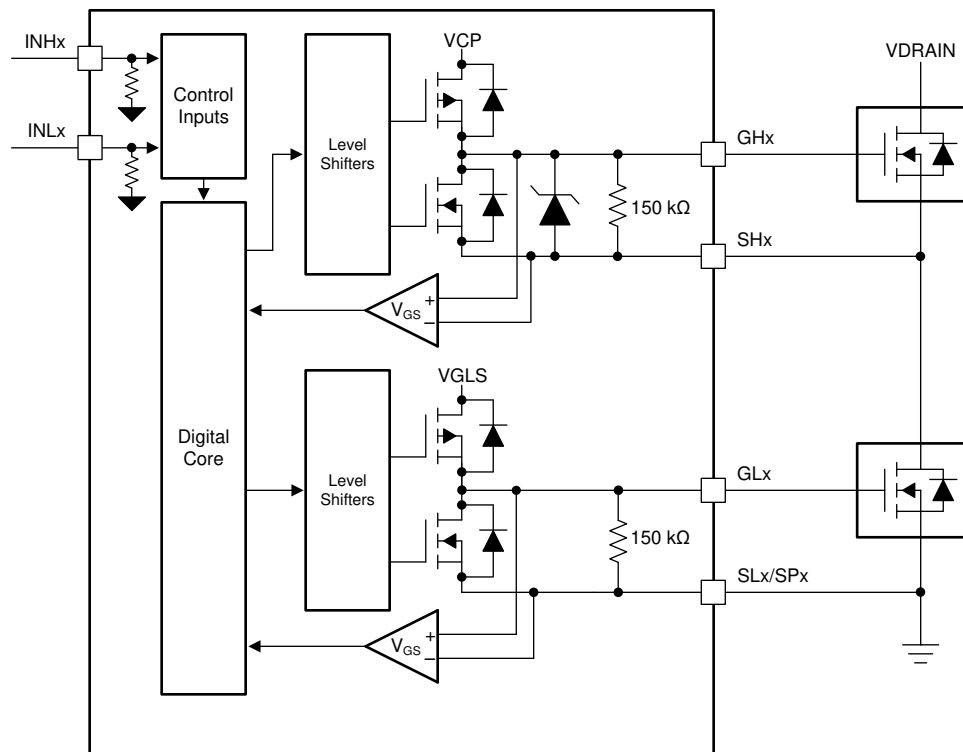 INHx
INLx
Control
Inputs
Level
Shifters
VCP
VDRAIN
GHx
150 kΩ
SHx
VGS
+
−
Digital
Core
Level
Shifters
VGLS
GLx
150 kΩ
SLx/SPx
VGS
+
−